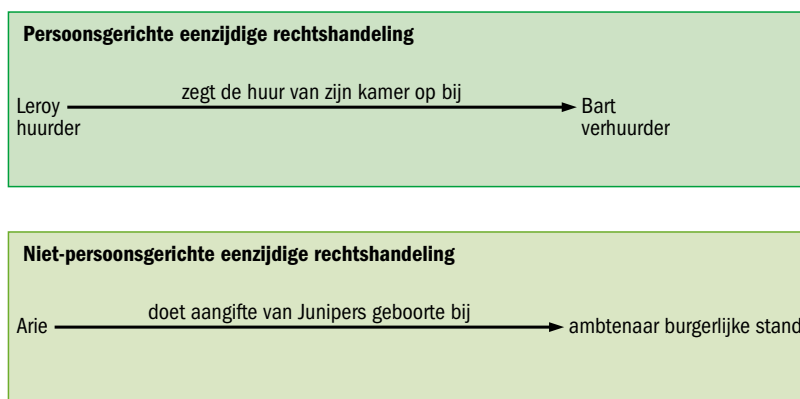 Persoonsgerichte eenzijdige rechtshandeling
zegt de huur van zijn kamer op bij
Leroy
huurder
Bart
verhuurder
Niet-persoonsgerichte eenzijdige rechtshandeling
doet aangifte van Junipers geboorte bij
Arie
ambtenaar burgerlijke stand